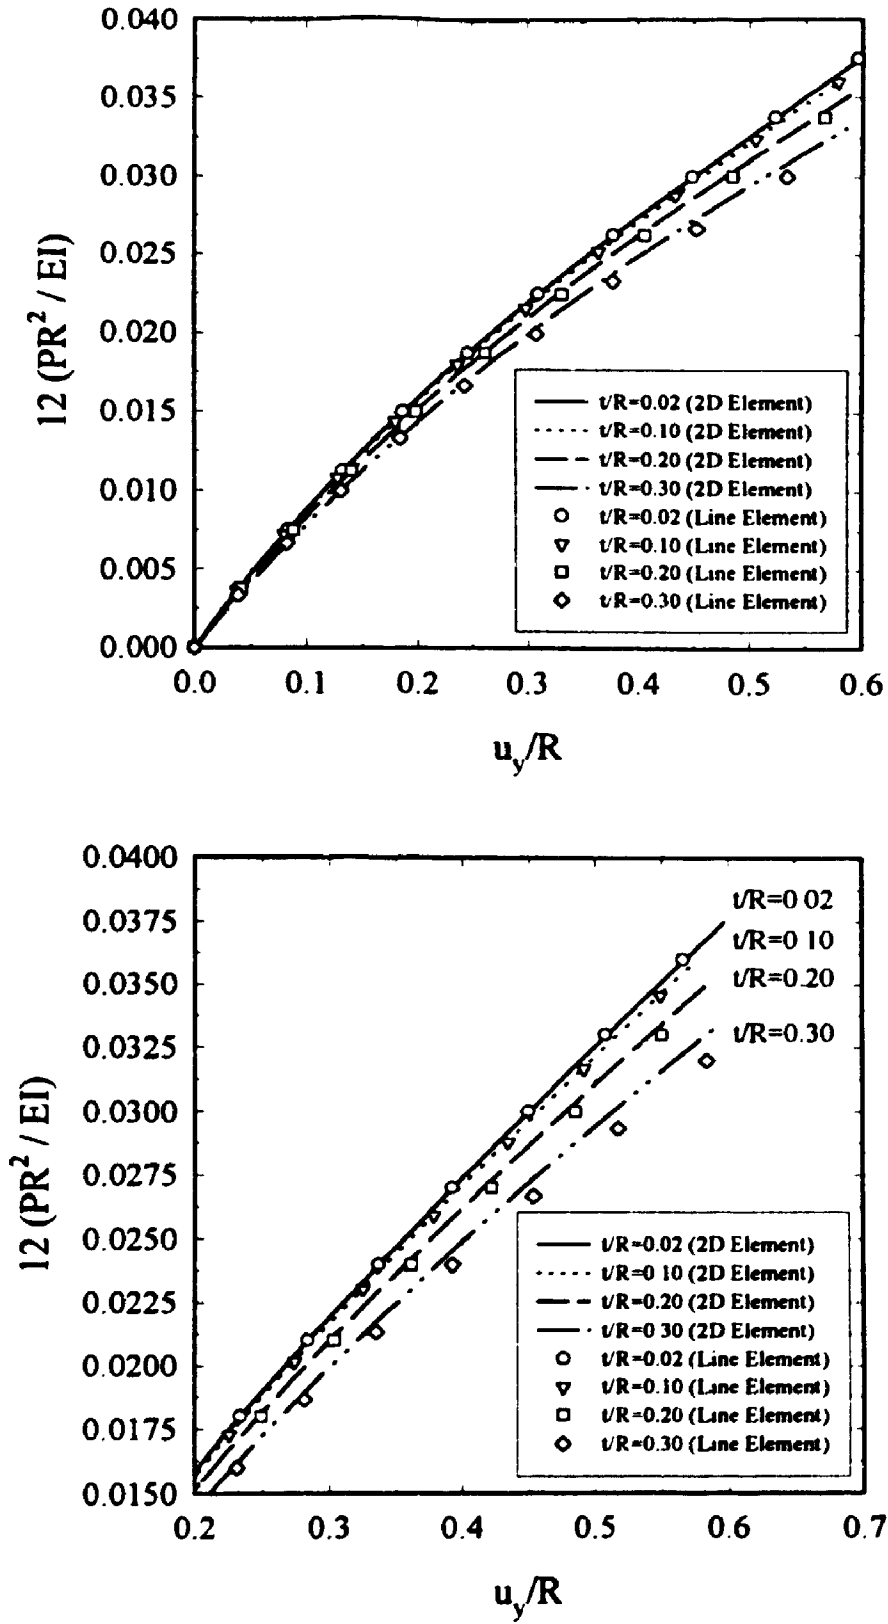 0.040
0.035
0.030
0.025
0.020
0.015
0.010
0.005
0.000
12 (PR² / EI)
0.0 0.1 0.2 0.3 0.4 0.5 0.6
u_y/R
t/R=0.02 (2D Element)
t/R=0.10 (2D Element)
t/R=0.20 (2D Element)
t/R=0.30 (2D Element)
t/R=0.02 (Line Element)
t/R=0.10 (Line Element)
t/R=0.20 (Line Element)
t/R=0.30 (Line Element)
0.0400
0.0375
0.0350
0.0325
0.0300
0.0275
0.0250
0.0225
0.0200
0.0175
0.0150
12 (PR² / EI)
t/R=0 02
t/R=0 10
t/R=0.20
t/R=0.30
t/R=0.02 (2D Element)
t/R=0 10 (2D Element)
t/R=0.20 (2D Element)
t/R=0 30 (2D Element)
t/R=0.02 (Line Element)
t/R=0.10 (Line Element)
t/R=0.20 (Line Element)
t/R=0.30 (Line Element)
0.2 0.3 0.4 0.5 0.6 0.7
u_y/R